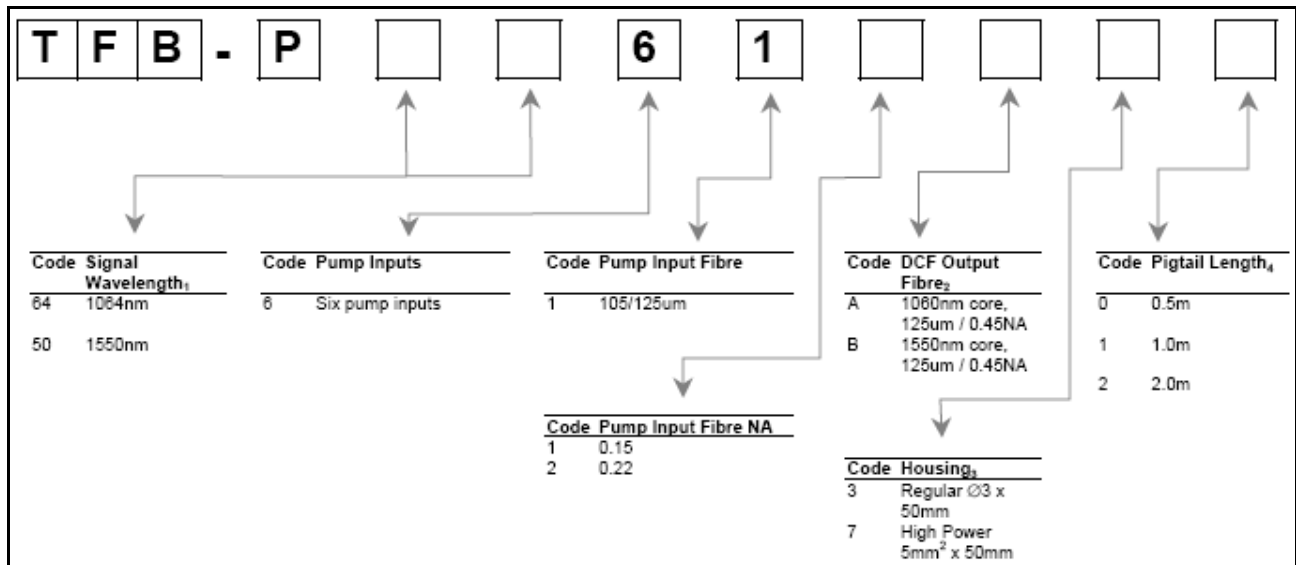 T F B - P 6 1
Code Signal Wavelength₁
64 1064nm
50 1550nm
Code Pump Inputs
6 Six pump inputs
Code Pump Input Fibre
1 105/125um
Code DCF Output Fibre₂
A 1060nm core, 125um / 0.45NA
B 1550nm core, 125um / 0.45NA
Code Pigtail Length₄
0 0.5m
1 1.0m
2 2.0m
Code Pump Input Fibre NA
1 0.15
2 0.22
Code Housing₃
3 Regular ∅3 x 50mm
7 High Power 5mm² x 50mm